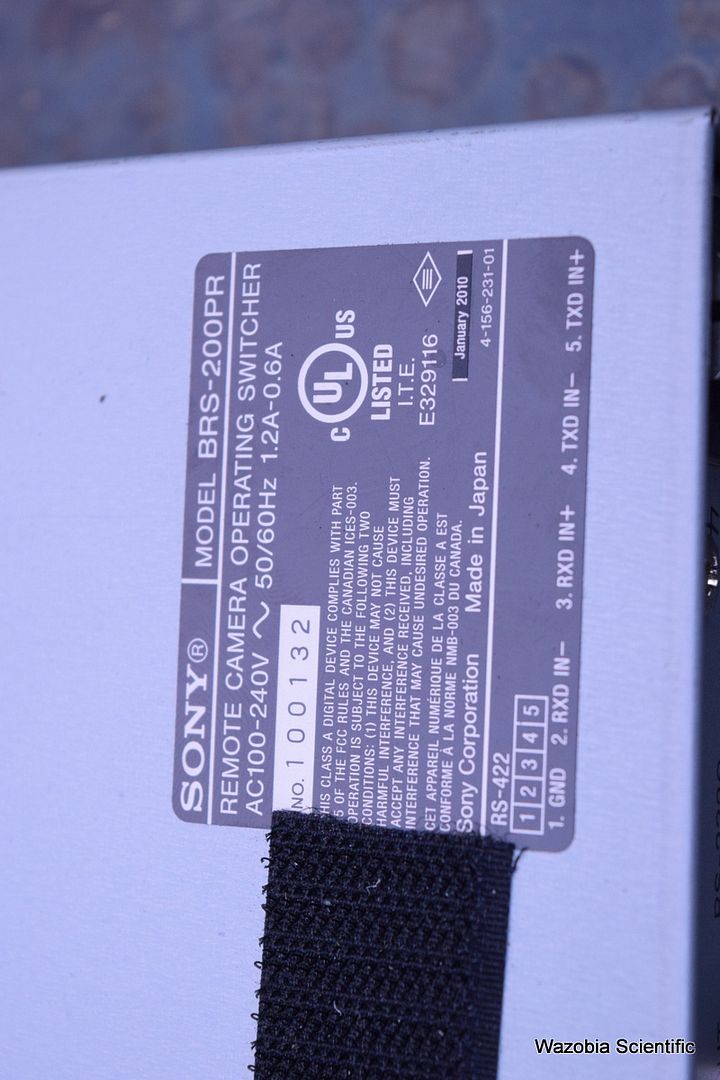 SONY® MODEL BRS-200PR
REMOTE CAMERA OPERATING SWITCHER
AC100-240V ~ 50/60Hz 1.2A-0.6A
NO. 100132
C UL US
LISTED
I.T.E.
E329116
HIS CLASS A DIGITAL DEVICE COMPLIES WITH PART
5 OF THE FCC RULES AND THE CANADIAN ICES-003.
OPERATION IS SUBJECT TO THE FOLLOWING TWO
CONDITIONS: (1) THIS DEVICE MAY NOT CAUSE
HARMFUL INTERFERENCE, AND (2) THIS DEVICE MUST
ACCEPT ANY INTERFERENCE RECEIVED, INCLUDING
INTERFERENCE THAT MAY CAUSE UNDESIRED OPERATION.
CET APPAREIL NUMÉRIQUE DE LA CLASSE A EST
CONFORME A LA NORME NMB-003 DU CANADA.
January 2010
Sony Corporation Made in Japan
4-156-231-01
RS-422
1 2 3 4 5
1. GND 2. RXD IN− 3. RXD IN+ 4. TXD IN− 5. TXD IN+
Wazobia Scientific